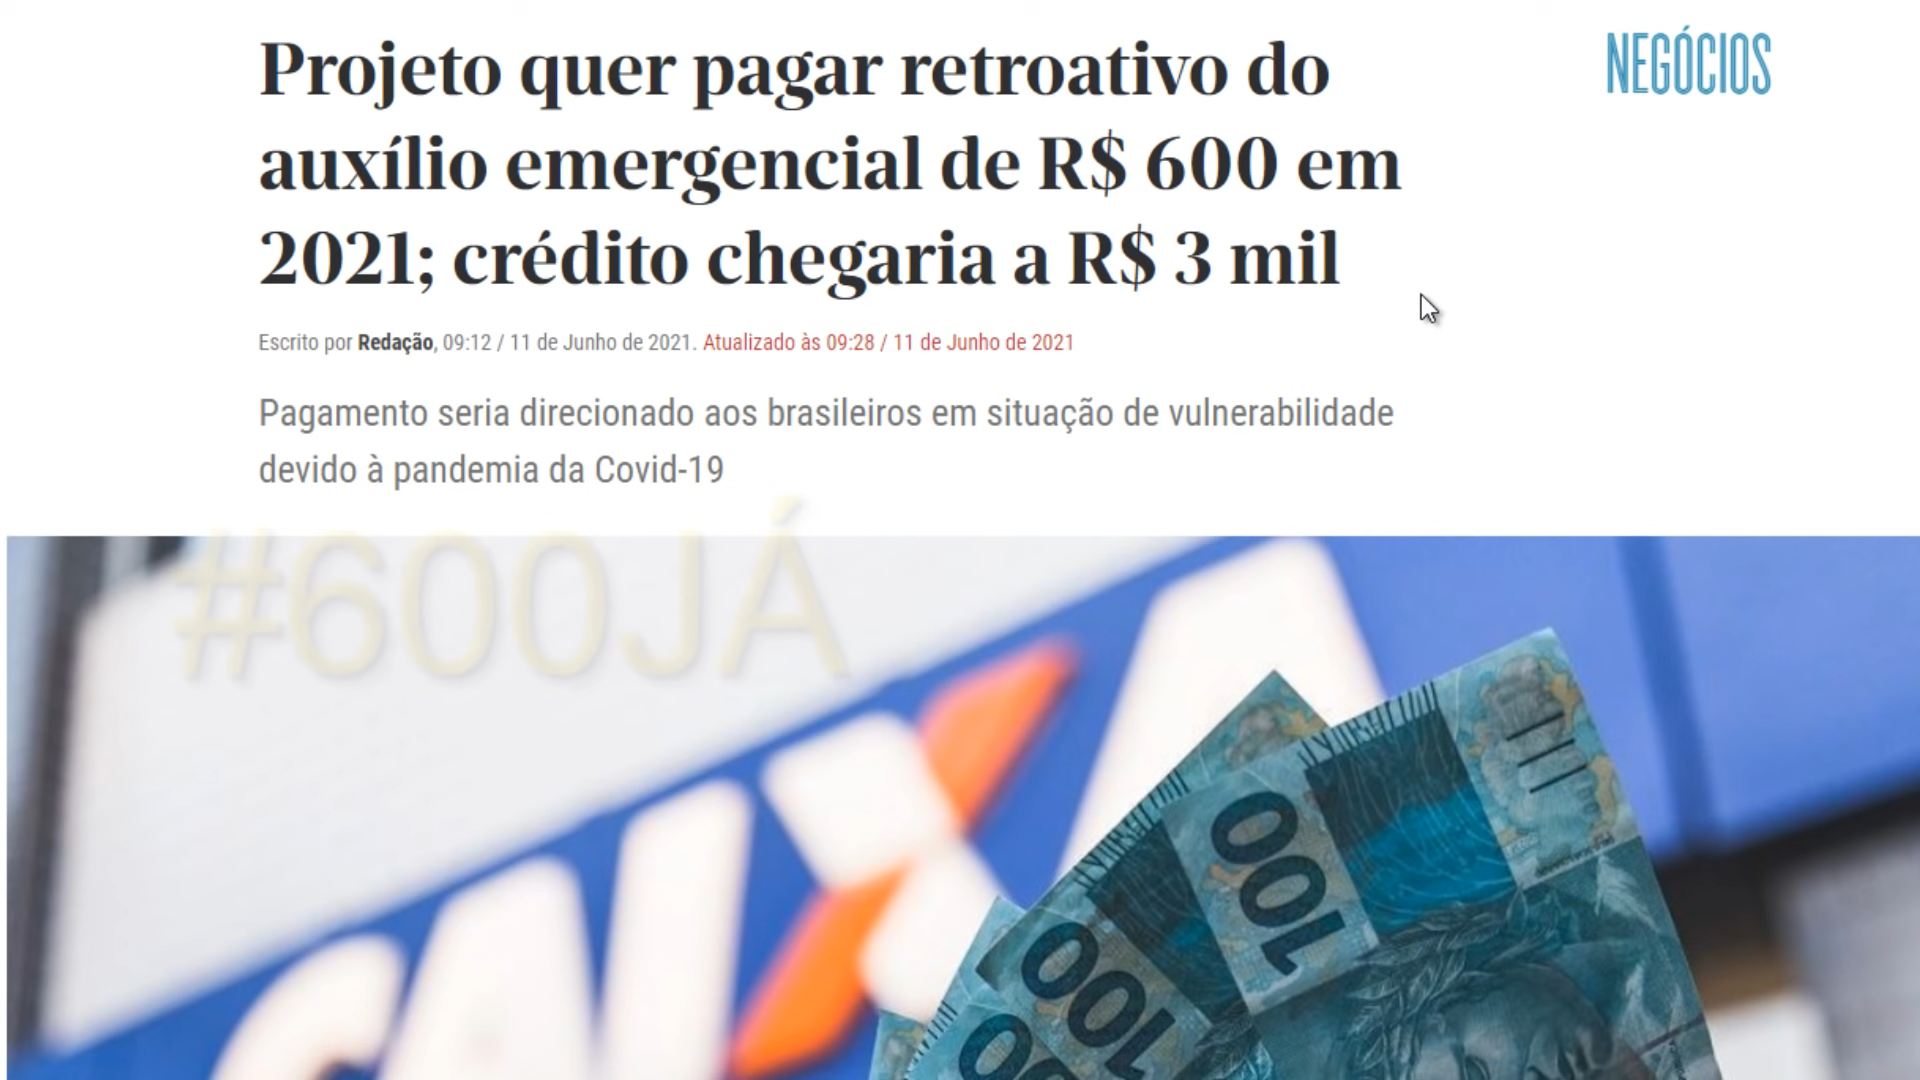 Projeto quer pagar retroativo do
NEGÓCIOS
auxílio emergencial de R$ 600 em
2021; crédito chegaria a R$ 3 mil
Escrito por Redação, 09:12 / 11 de Junho de 2021. Atualizado às 09:28 / 11 de Junho de 2021
Pagamento seria direcionado aos brasileiros em situação de vulnerabilidade
devido à pandemia da Covid-19
#600JÁ
CAIXA
100
100